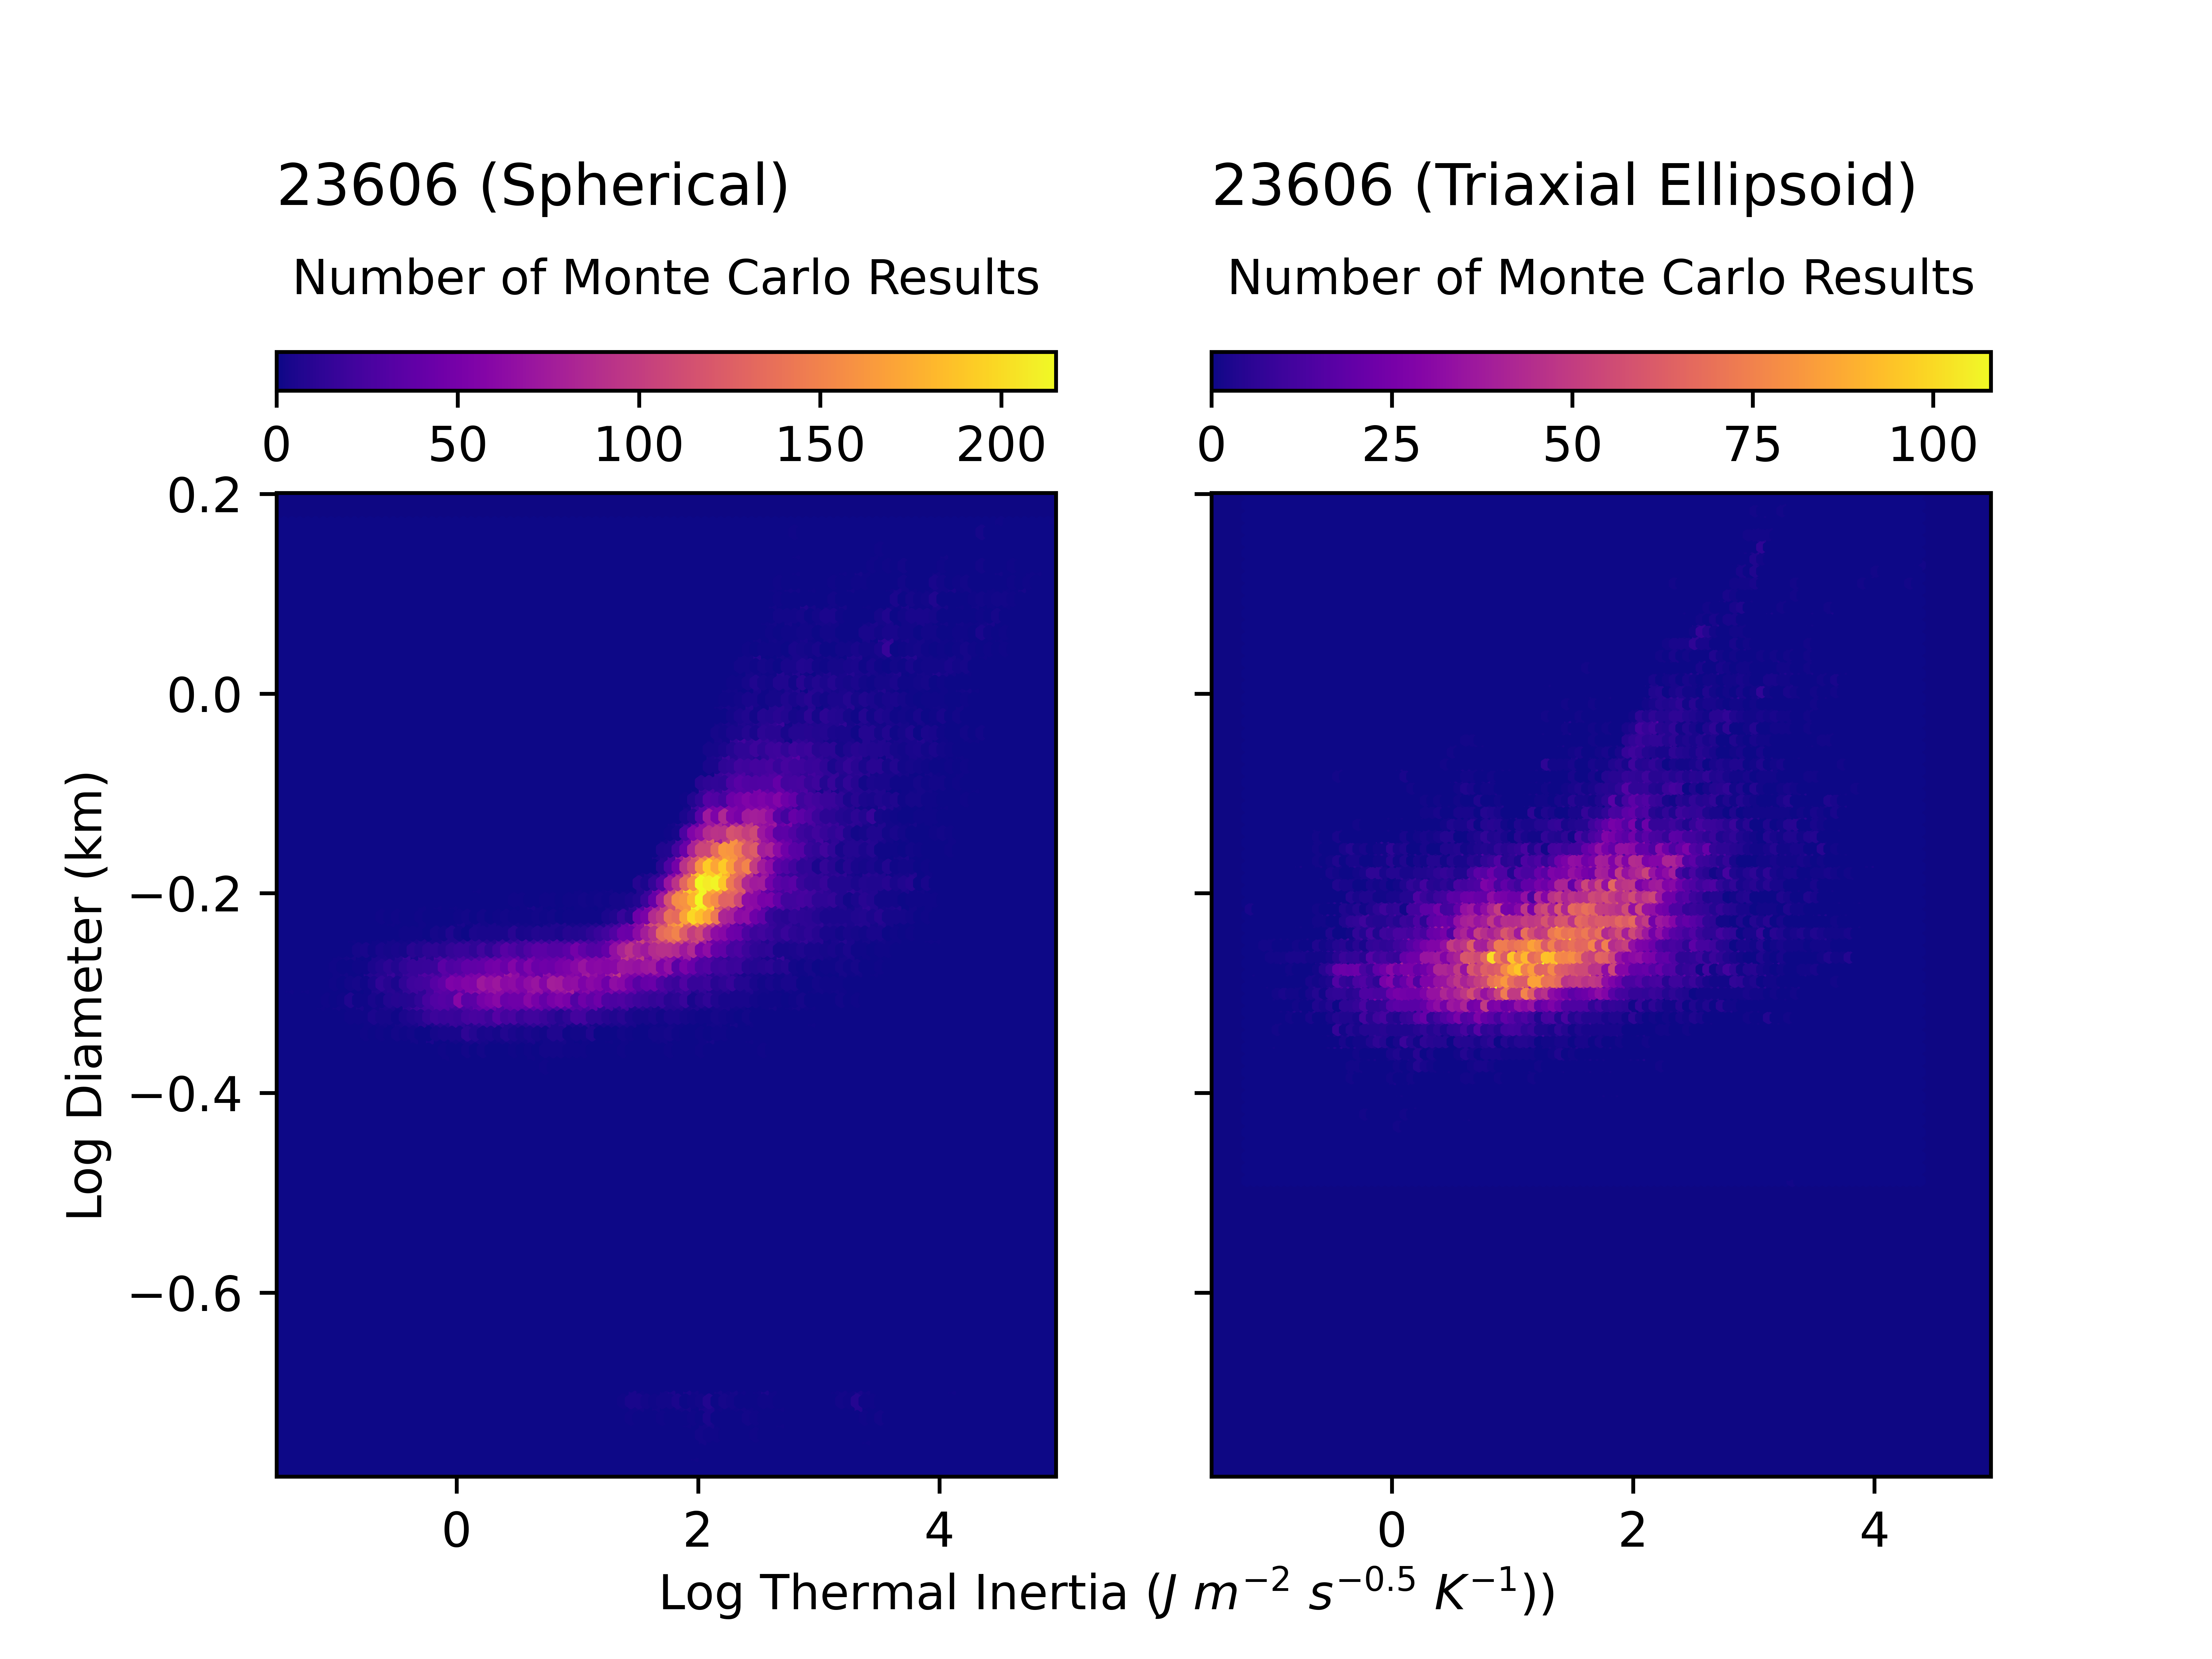 23606 (Spherical)
Number of Monte Carlo Results
0 50 100 150 200
23606 (Triaxial Ellipsoid)
Number of Monte Carlo Results
0 25 50 75 100
Log Diameter (km)
0.2
0.0
−0.2
−0.4
−0.6
0 2 4
0 2 4
Log Thermal Inertia (J m⁻² s⁻⁰·⁵ K⁻¹))